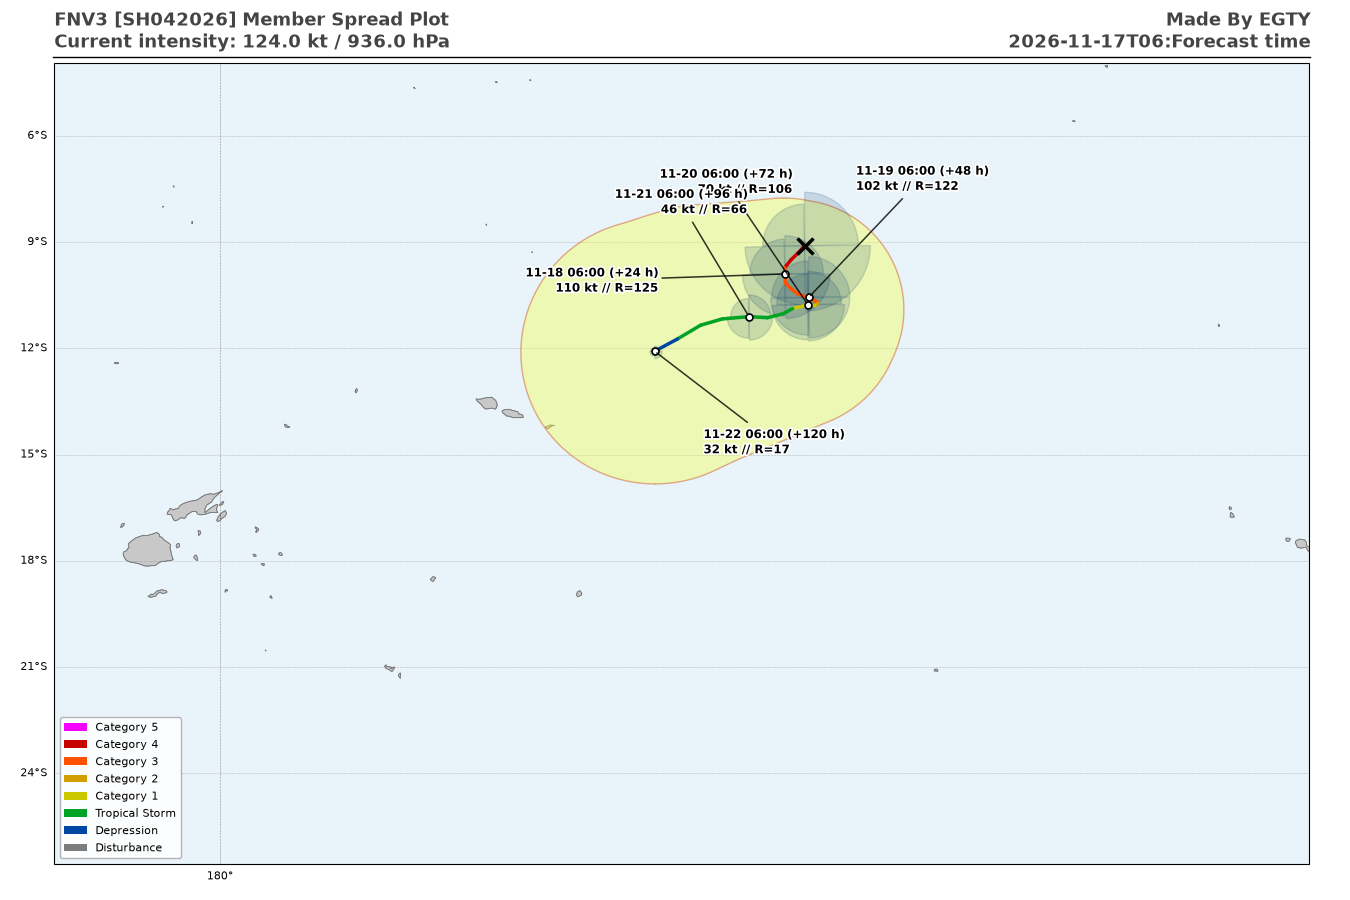 FNV3 [SH042026] Member Spread Plot
Current intensity: 124.0 kt / 936.0 hPa
Made By EGTY
2026-11-17T06:Forecast time
6°S
9°S
12°S
15°S
18°S
21°S
24°S
180°
11-20 06:00 (+72 h)
70 kt // R=106
11-21 06:00 (+96 h)
46 kt // R=66
11-19 06:00 (+48 h)
102 kt // R=122
11-18 06:00 (+24 h)
110 kt // R=125
11-22 06:00 (+120 h)
32 kt // R=17
Category 5
Category 4
Category 3
Category 2
Category 1
Tropical Storm
Depression
Disturbance